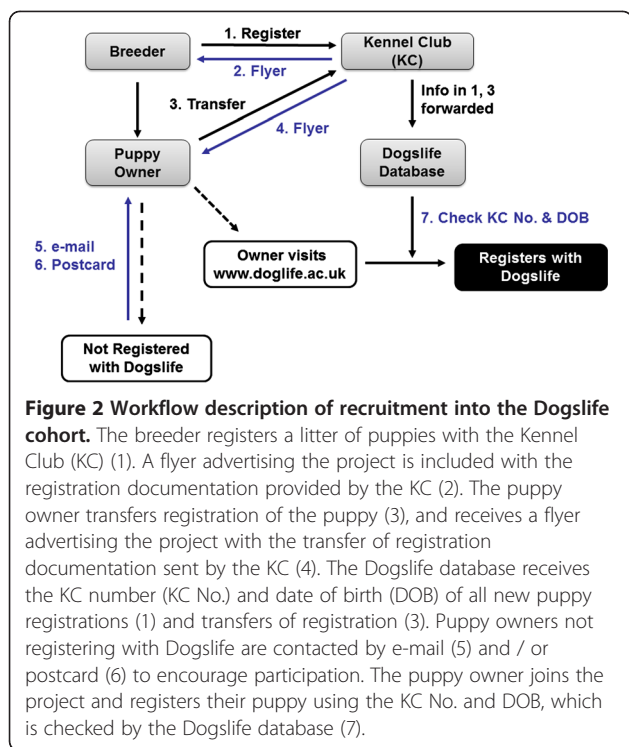 1. Register
Breeder
Kennel Club
(KC)
2. Flyer
3. Transfer
Info in 1, 3
forwarded
4. Flyer
Puppy
Owner
Dogslife
Database
7. Check KC No. & DOB
5. e-mail
6. Postcard
Owner visits
www.doglife.ac.uk
Registers with
Dogslife
Not Registered
with Dogslife
Figure 2 Workflow description of recruitment into the Dogslife
cohort. The breeder registers a litter of puppies with the Kennel
Club (KC) (1). A flyer advertising the project is included with the
registration documentation provided by the KC (2). The puppy
owner transfers registration of the puppy (3), and receives a flyer
advertising the project with the transfer of registration
documentation sent by the KC (4). The Dogslife database receives
the KC number (KC No.) and date of birth (DOB) of all new puppy
registrations (1) and transfers of registration (3). Puppy owners not
registering with Dogslife are contacted by e-mail (5) and / or
postcard (6) to encourage participation. The puppy owner joins the
project and registers their puppy using the KC No. and DOB, which
is checked by the Dogslife database (7).